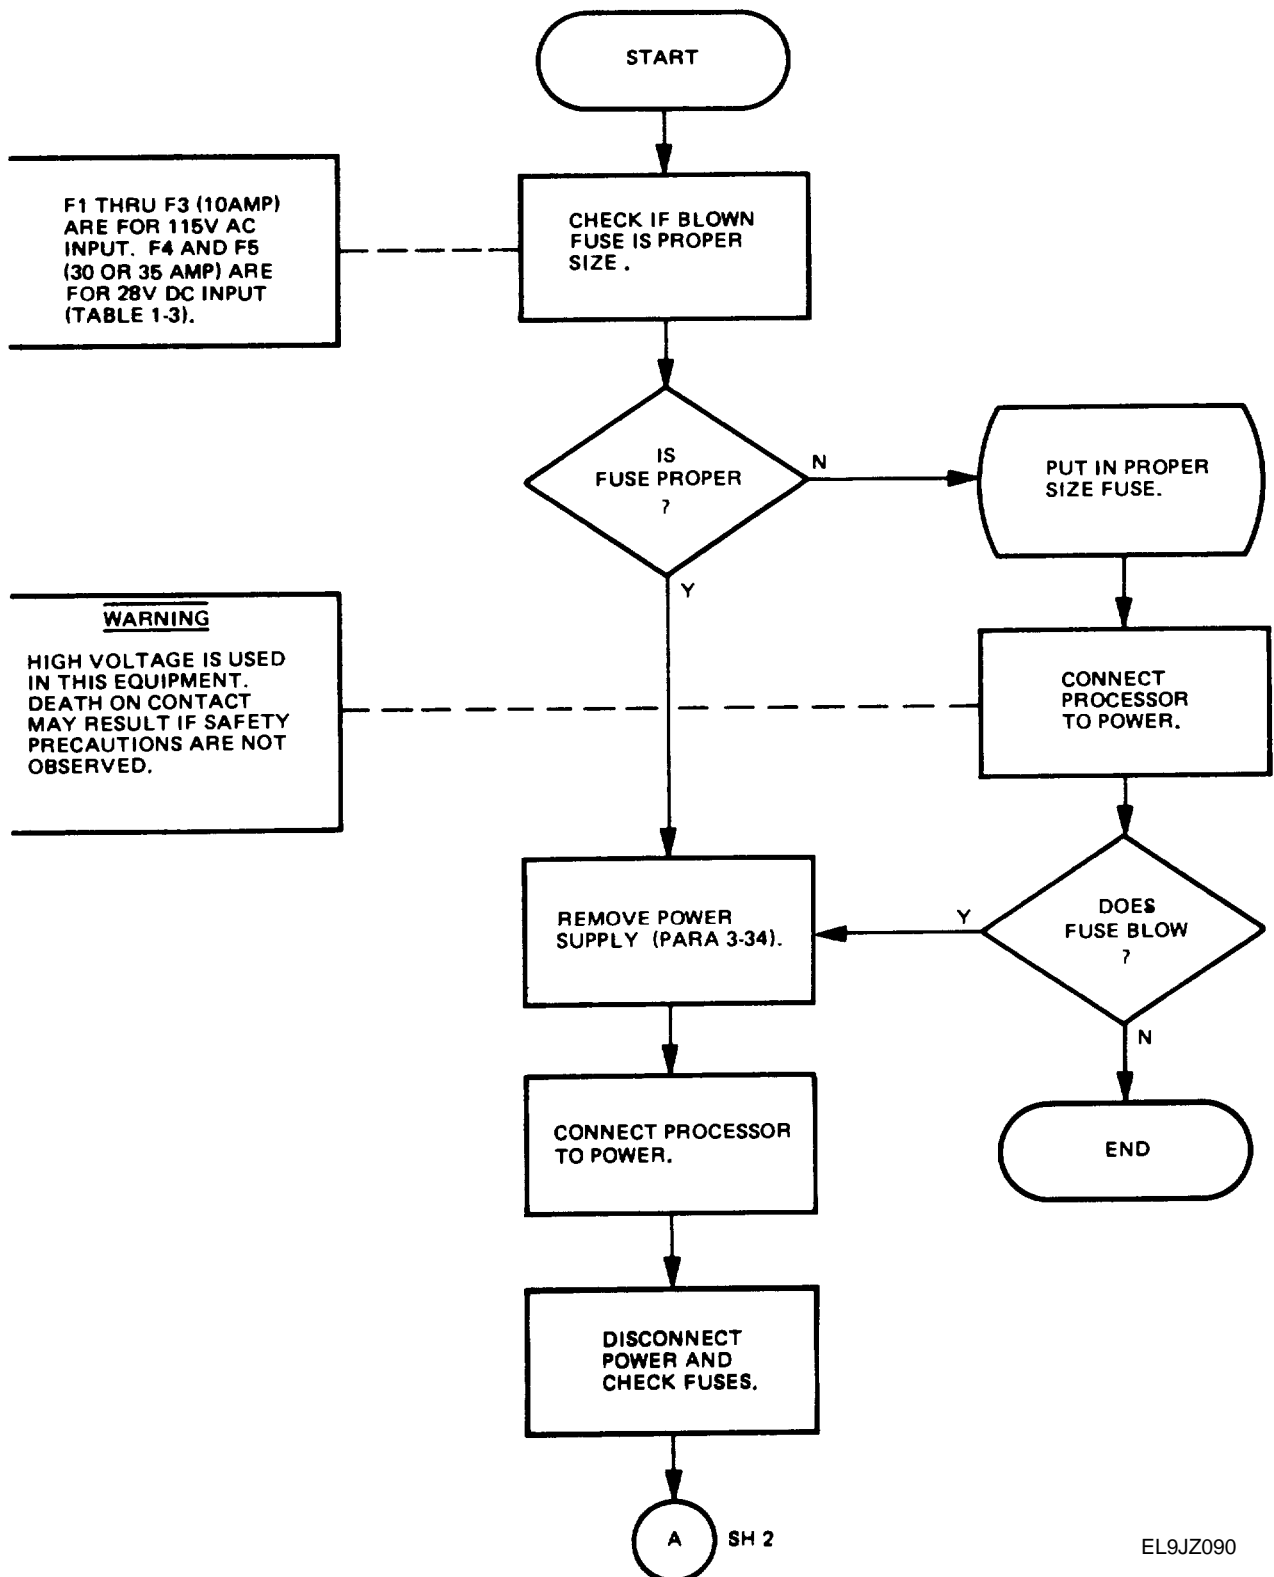 START
F1 THRU F3 (10AMP)
ARE FOR 115V AC
INPUT. F4 AND F5
(30 OR 35 AMP) ARE
FOR 28V DC INPUT
(TABLE 1-3).
CHECK IF BLOWN
FUSE IS PROPER
SIZE.
IS
FUSE PROPER
?
N
Y
PUT IN PROPER
SIZE FUSE.
WARNING
HIGH VOLTAGE IS USED
IN THIS EQUIPMENT.
DEATH ON CONTACT
MAY RESULT IF SAFETY
PRECAUTIONS ARE NOT
OBSERVED.
CONNECT
PROCESSOR
TO POWER.
DOES
FUSE BLOW
?
Y
N
REMOVE POWER
SUPPLY (PARA 3-34).
END
CONNECT PROCESSOR
TO POWER.
DISCONNECT
POWER AND
CHECK FUSES.
A SH 2
EL9JZ090